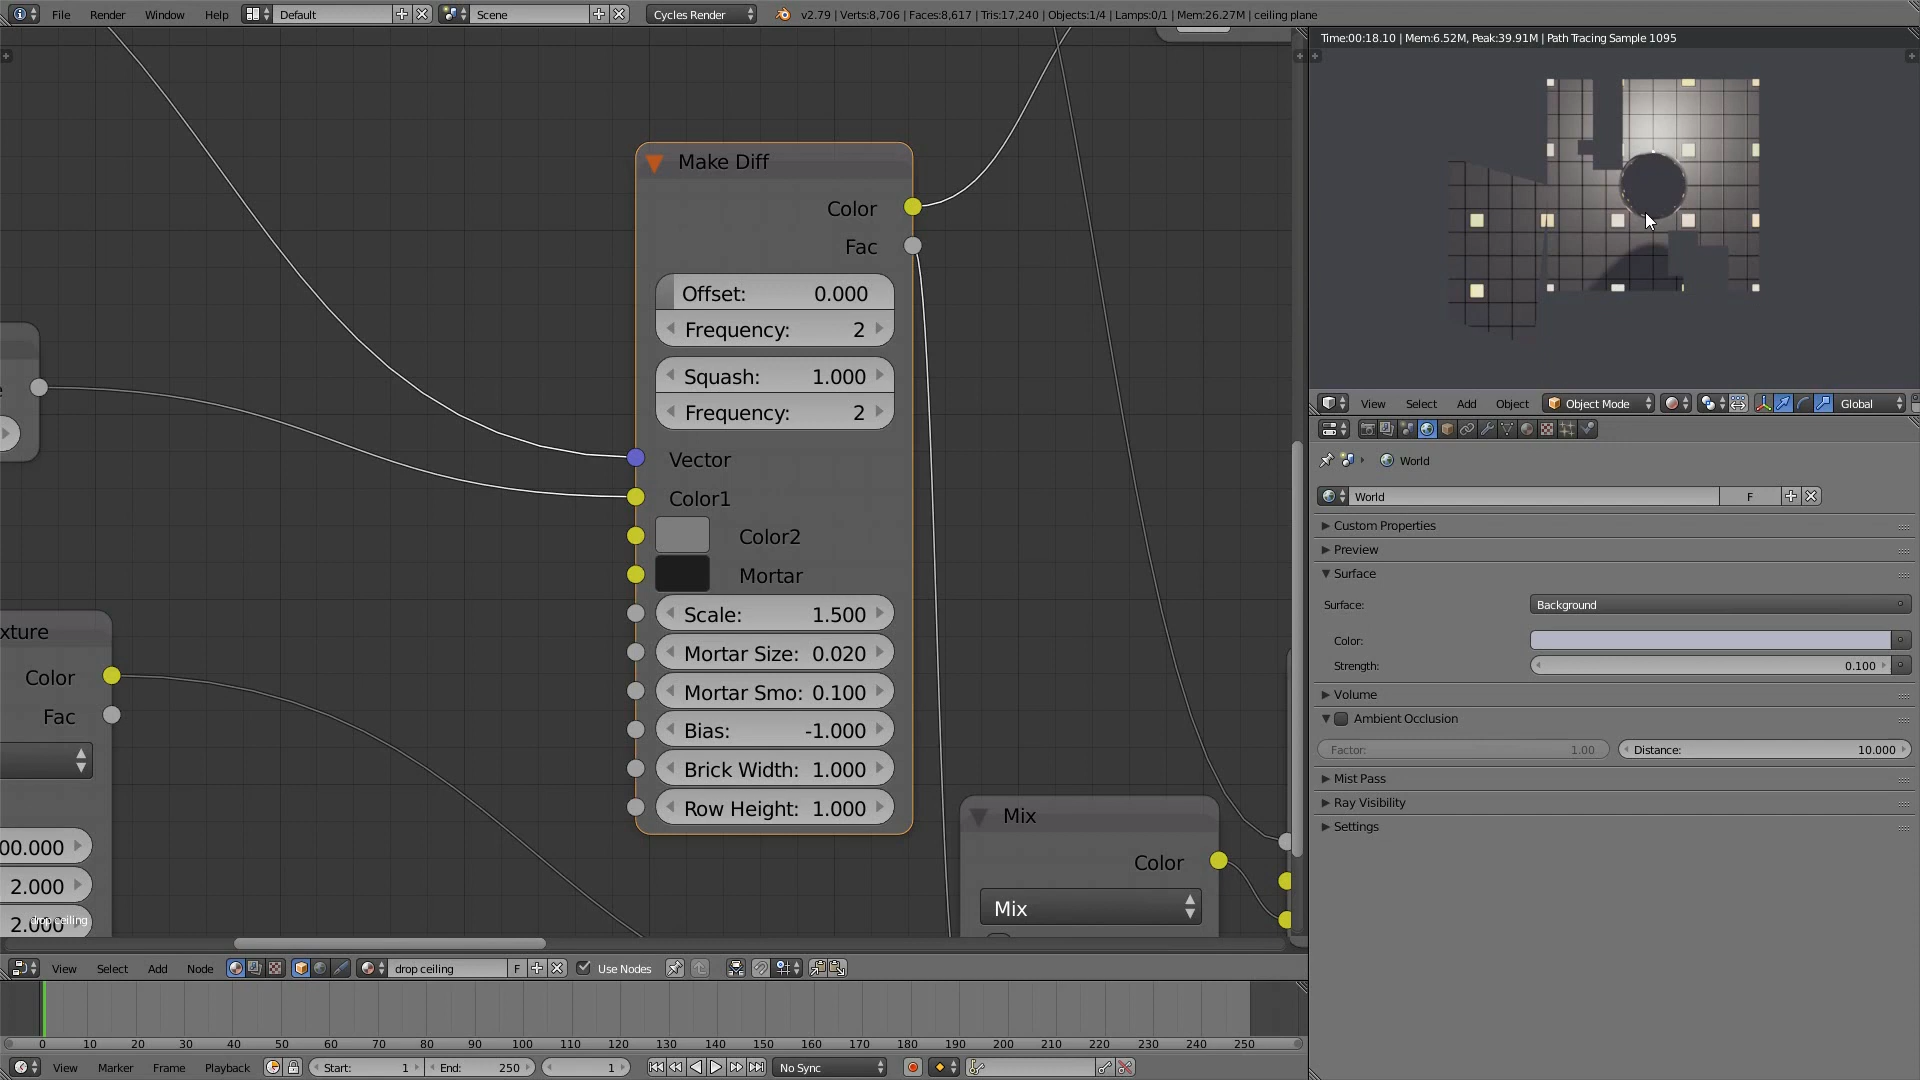 File Render Window Help Default Scene Cycles Render v2.79 | Verts:8,706 | Faces:8,617 | Tris:17,240 | Objects:1/4 | Lamps:0/1 | Mem:26.27M | ceiling plane
Time:00:18.10 | Mem:6.52M, Peak:39.91M | Path Tracing Sample 1095
Make Diff
Color
Fac
Offset: 0.000
Frequency: 2
Squash: 1.000
Frequency: 2
Vector
Color1
Color2
Mortar
Scale: 1.500
Mortar Size: 0.020
Mortar Smo: 0.100
Bias: -1.000
Brick Width: 1.000
Row Height: 1.000
xture
Color
Fac
00.000
2.000
2.000
drop ceiling
Mix
Color
Mix
View Select Add Object Object Mode Global
World
World F
Custom Properties
Preview
Surface
Surface: Background
Color:
Strength: 0.100
Volume
Ambient Occlusion
Factor: 1.00 Distance: 10.000
Mist Pass
Ray Visibility
Settings
View Select Add Node drop ceiling F Use Nodes
0 10 20 30 40 50 60 70 80 90 100 110 120 130 140 150 160 170 180 190 200 210 220 230 240 250
View Marker Frame Playback Start: 1 End: 250 1 No Sync